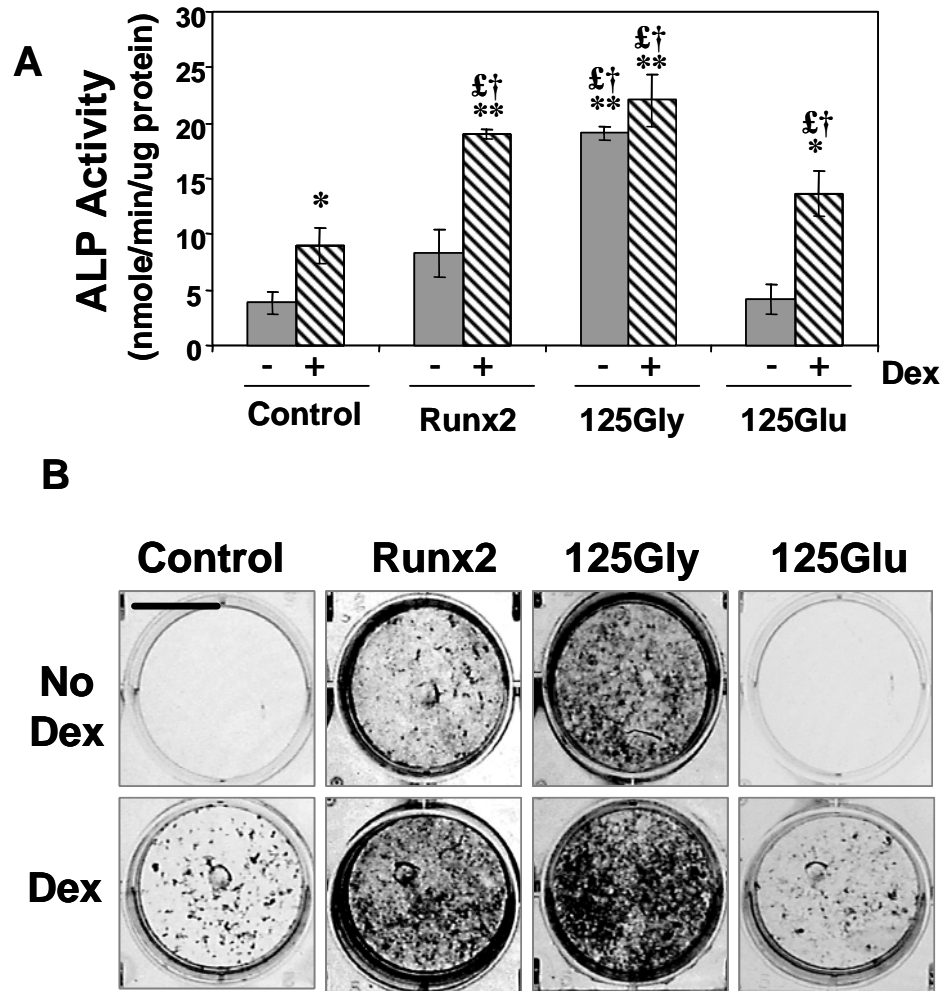 A
ALP Activity
(nmole/min/ug protein)
30
25
20
15
10
5
0
*
£†
**
£†
**
£†
**
£†
*
- + - + - + - + Dex
Control Runx2 125Gly 125Glu
B
Control Runx2 125Gly 125Glu
No
Dex
Dex